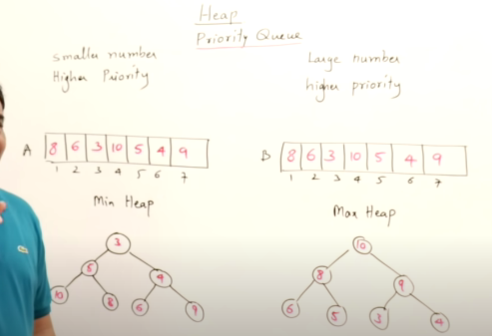 Heap
Priority Queue
smaller number
Higher Priority
Large number
higher priority
A 8 6 3 10 5 4 9
1 2 3 4 5 6 7
B 8 6 3 10 5 4 9
1 2 3 4 5 6 7
Min Heap
Max Heap
3
5 4
10 8 6 9
10
8 9
6 5 3 4